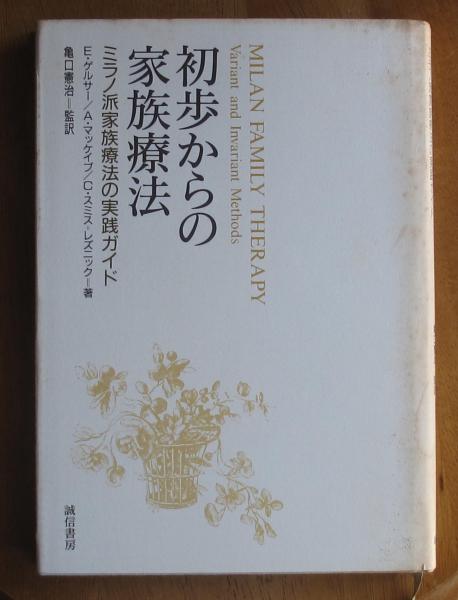 MILAN FAMILY THERAPY
Variant and Invariant Methods
初歩からの
家族療法
ミラノ派家族療法の実践ガイド
E・ゲルサー/A・マッケイブ/C・スミス=レズニック=著
亀口憲治=監訳
誠信書房